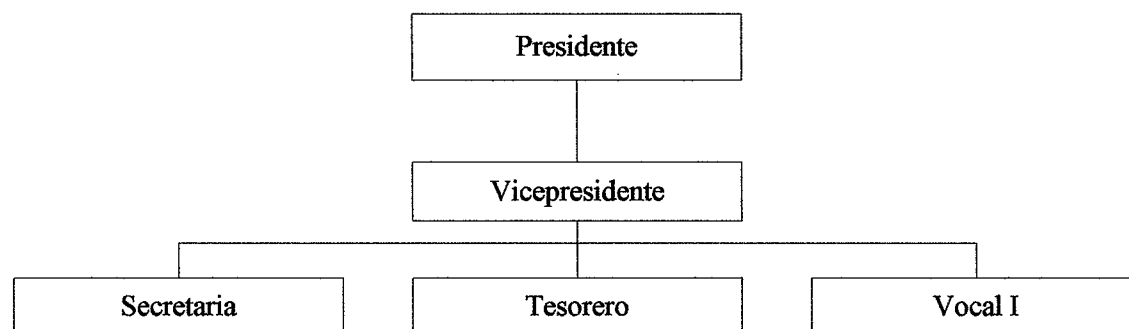 Presidente
Vicepresidente
Secretaria
Tesorero
Vocal I